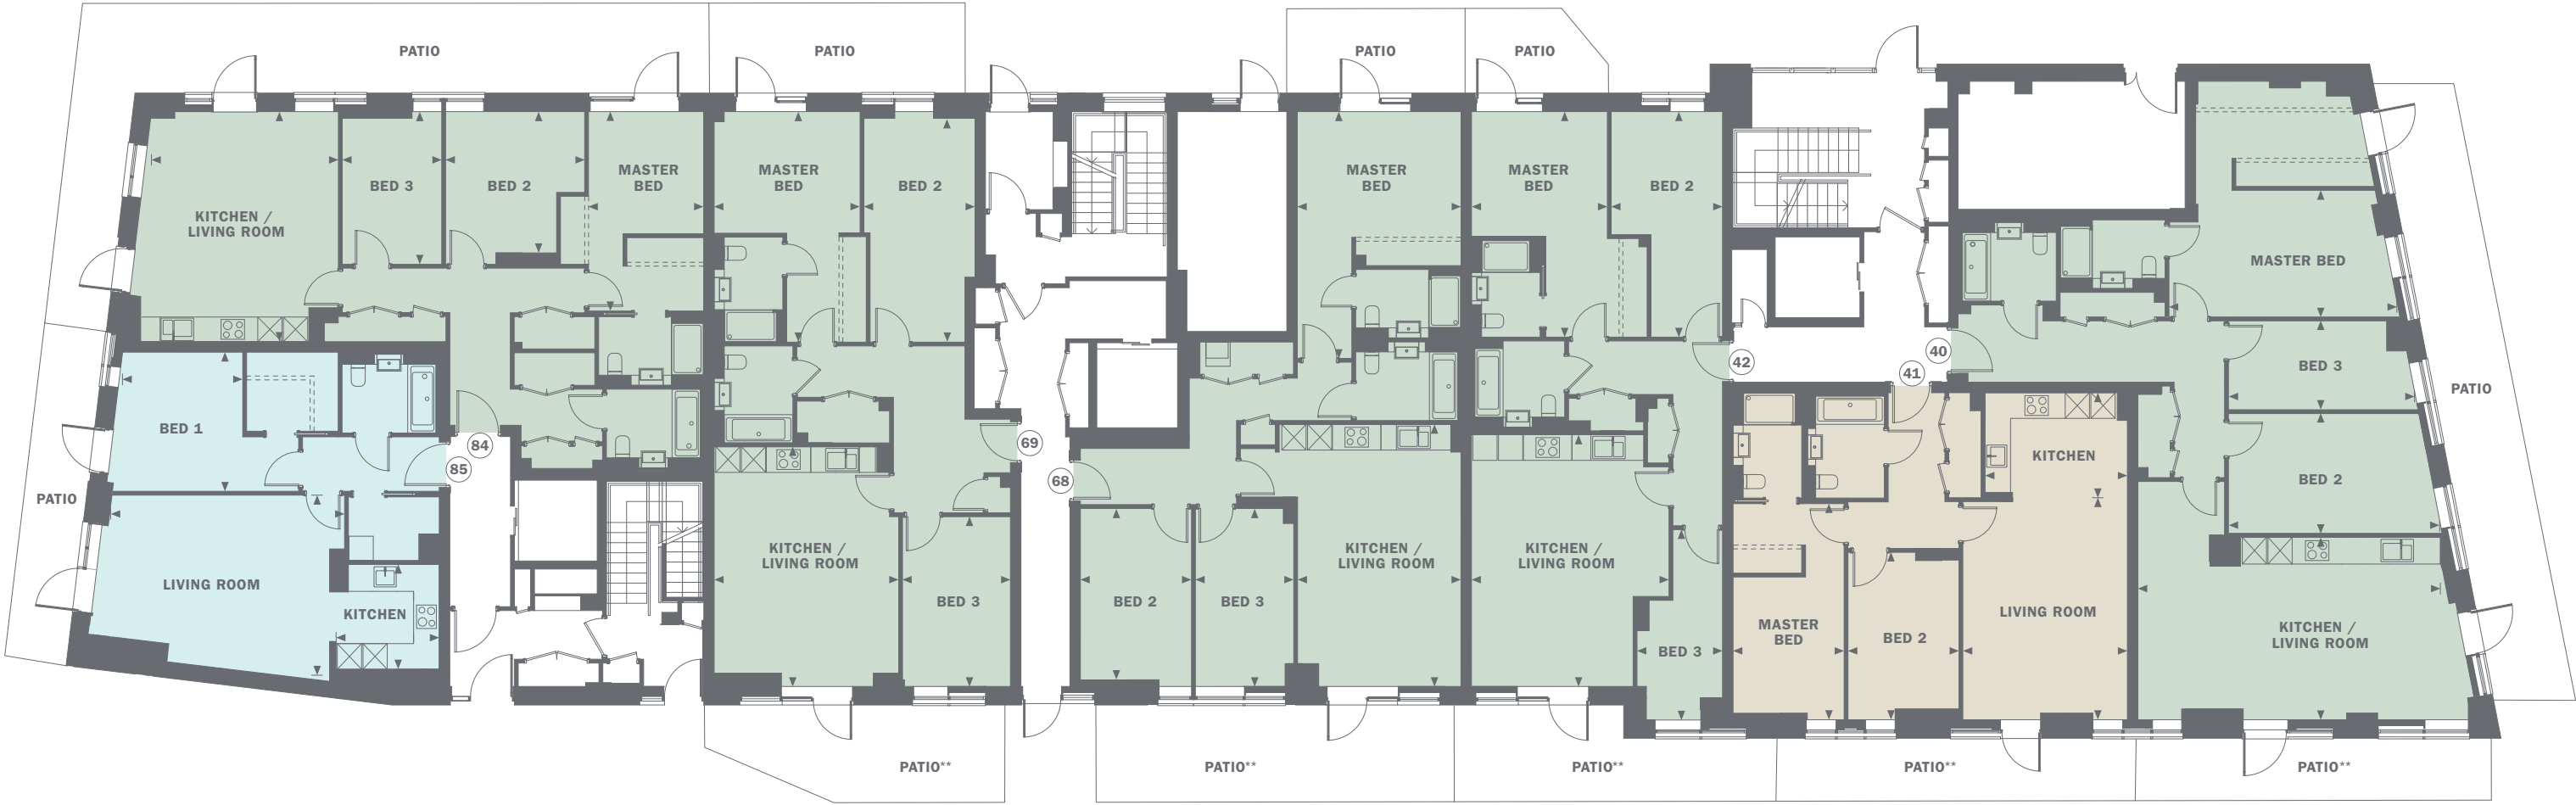 PATIO
PATIO
PATIO
PATIO
KITCHEN /
LIVING ROOM
BED 3
BED 2
MASTER
BED
MASTER
BED
BED 2
MASTER
BED
MASTER
BED
BED 2
MASTER BED
BED 3
BED 2
PATIO
BED 1
84
85
69
68
42
41
40
PATIO
LIVING ROOM
KITCHEN
KITCHEN /
LIVING ROOM
BED 3
BED 2
BED 3
KITCHEN /
LIVING ROOM
KITCHEN /
LIVING ROOM
BED 3
MASTER
BED
BED 2
KITCHEN
LIVING ROOM
KITCHEN /
LIVING ROOM
PATIO**
PATIO**
PATIO**
PATIO**
PATIO**